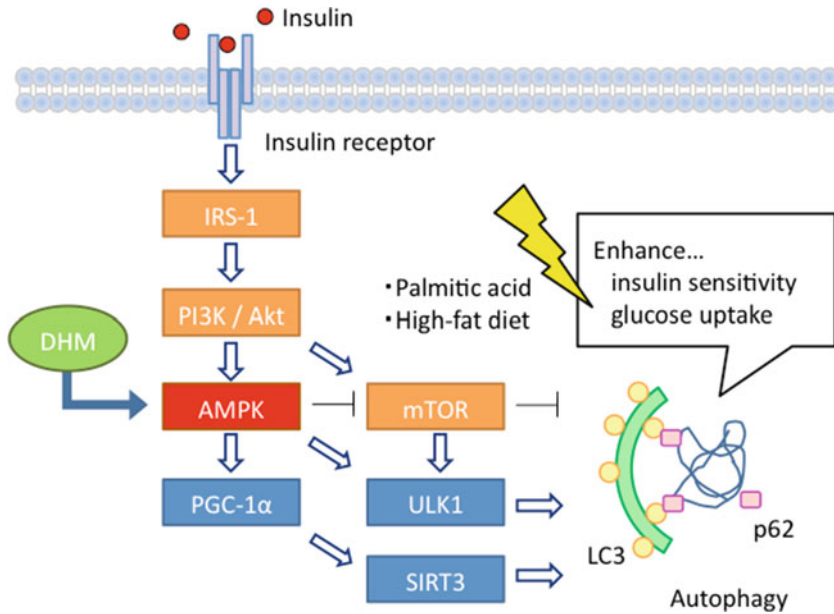 Insulin
Insulin receptor
IRS-1
Enhance...
insulin sensitivity
glucose uptake
・Palmitic acid
・High-fat diet
PI3K / Akt
DHM
AMPK
mTOR
PGC-1α
ULK1
p62
LC3
SIRT3
Autophagy